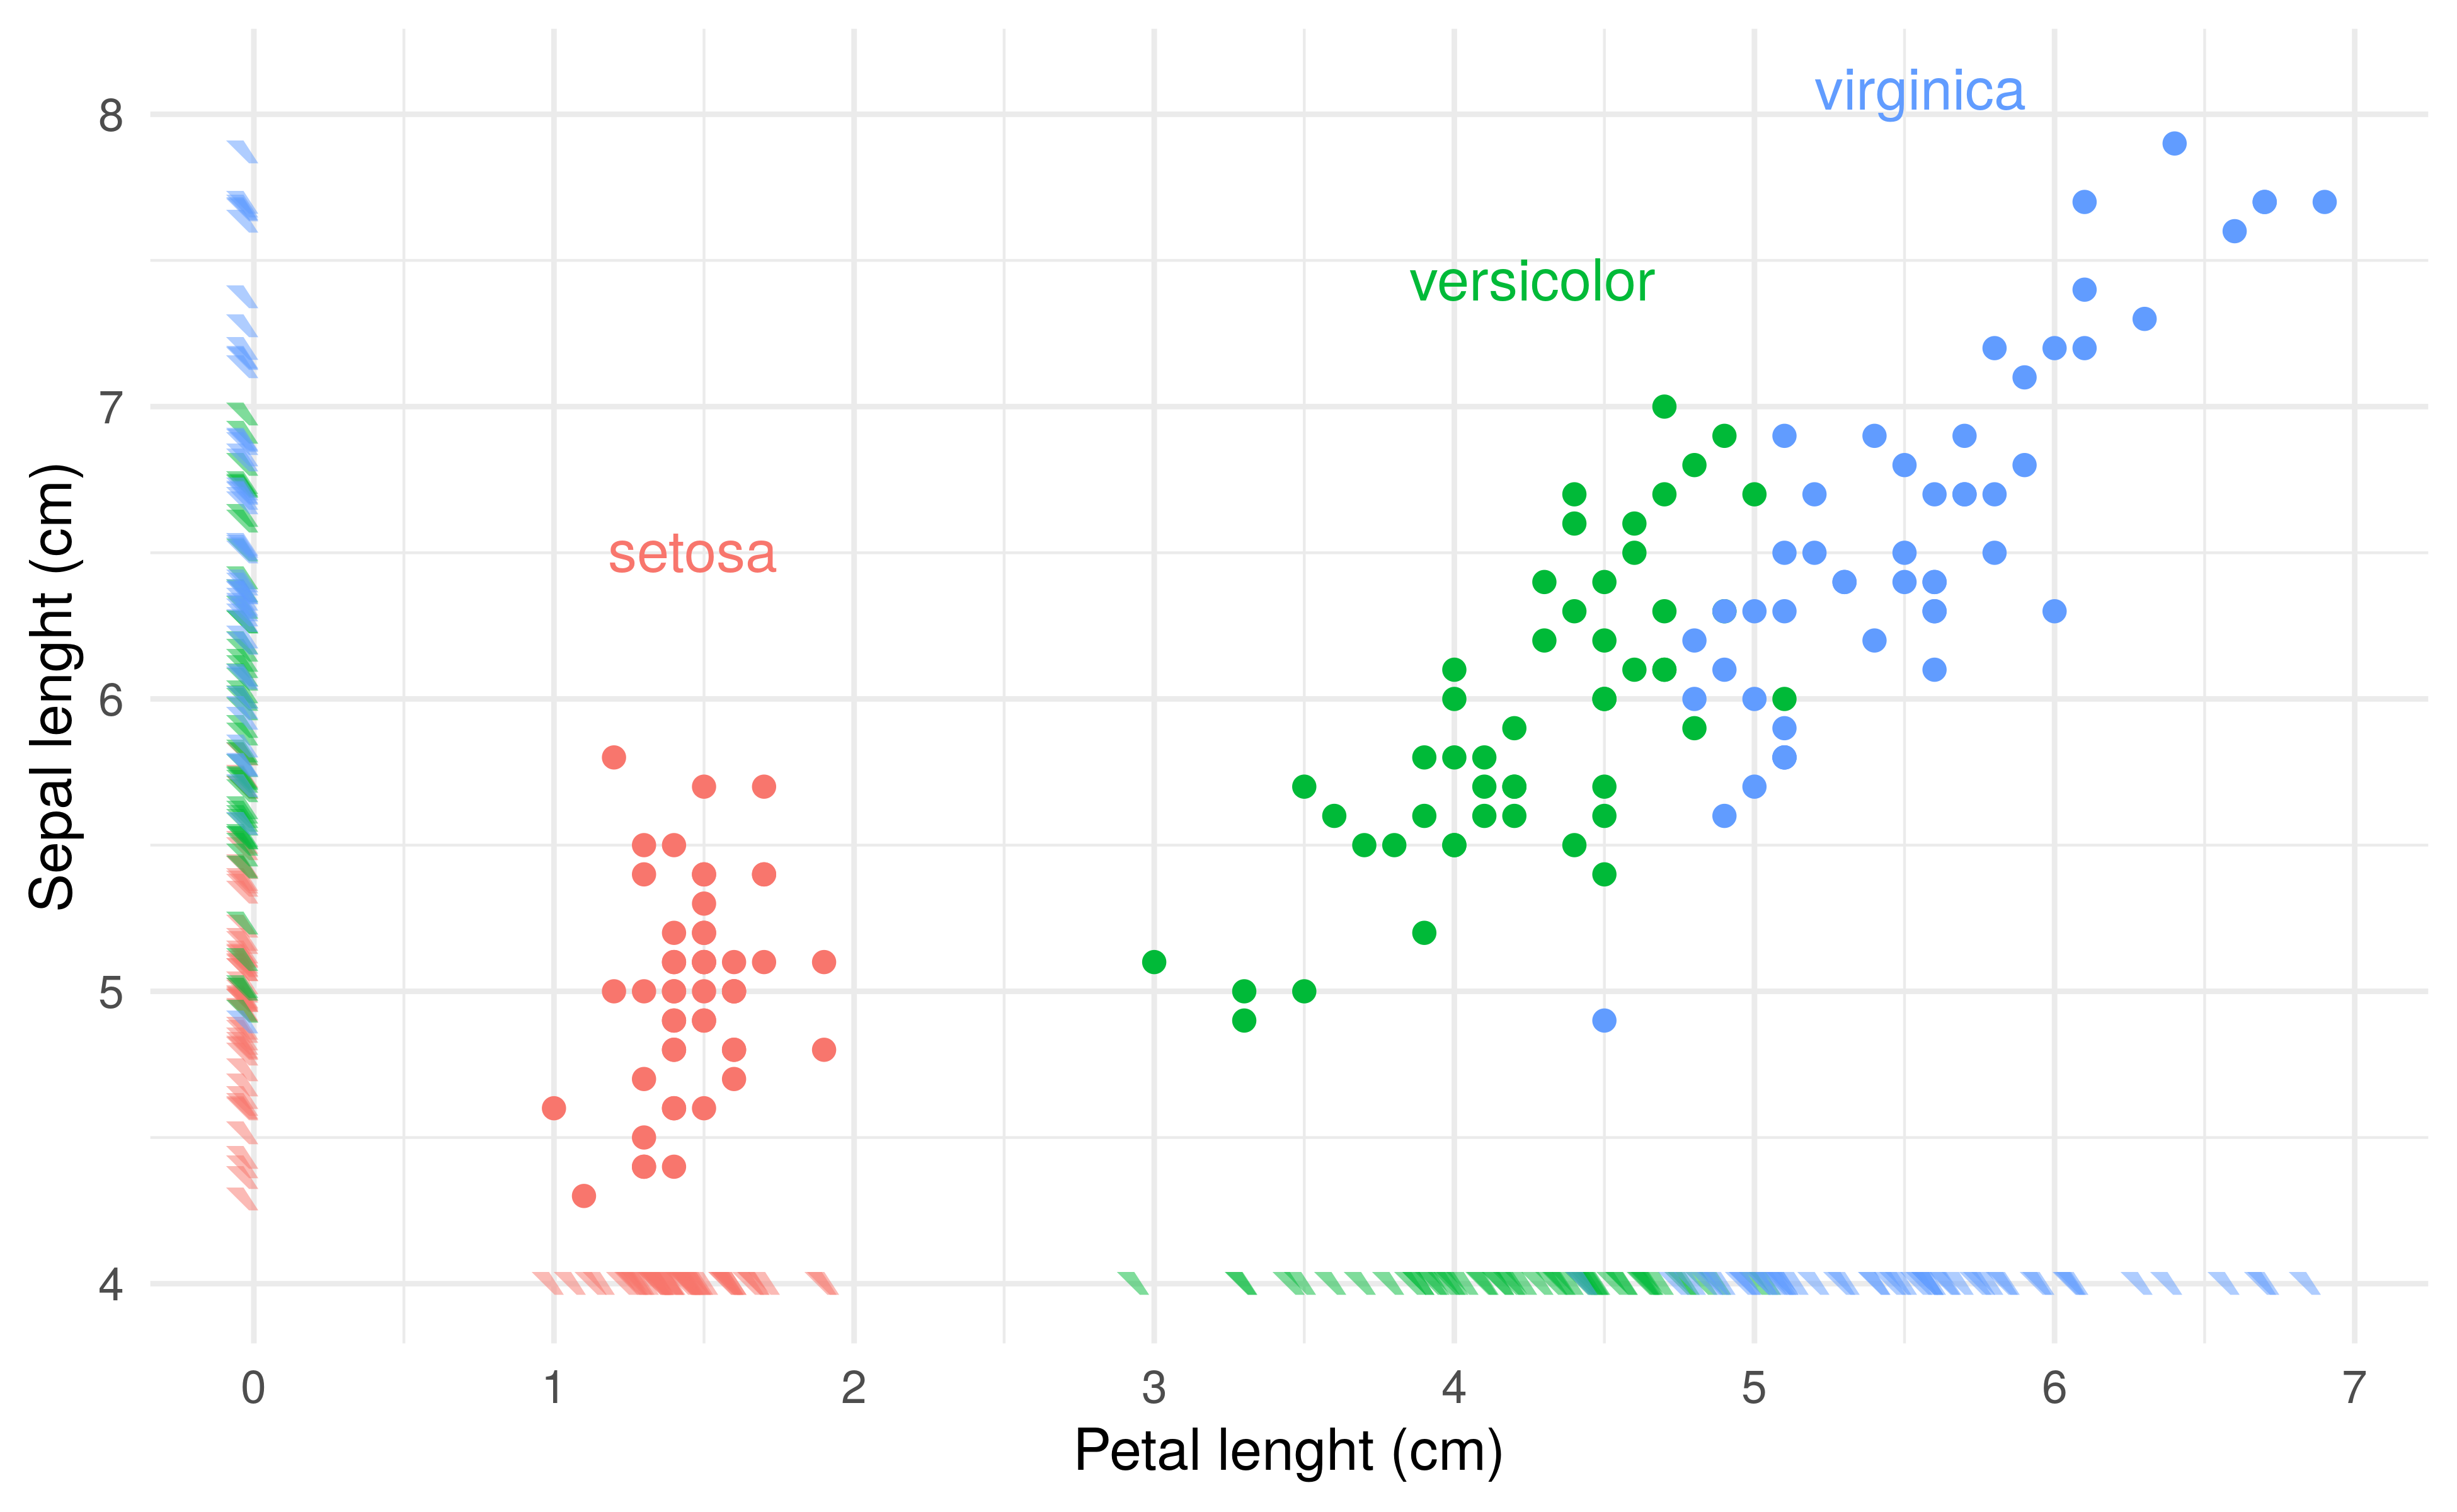 virginica
versicolor
setosa
8
7
6
5
4
Sepal lenght (cm)
0 1 2 3 4 5 6 7
Petal lenght (cm)